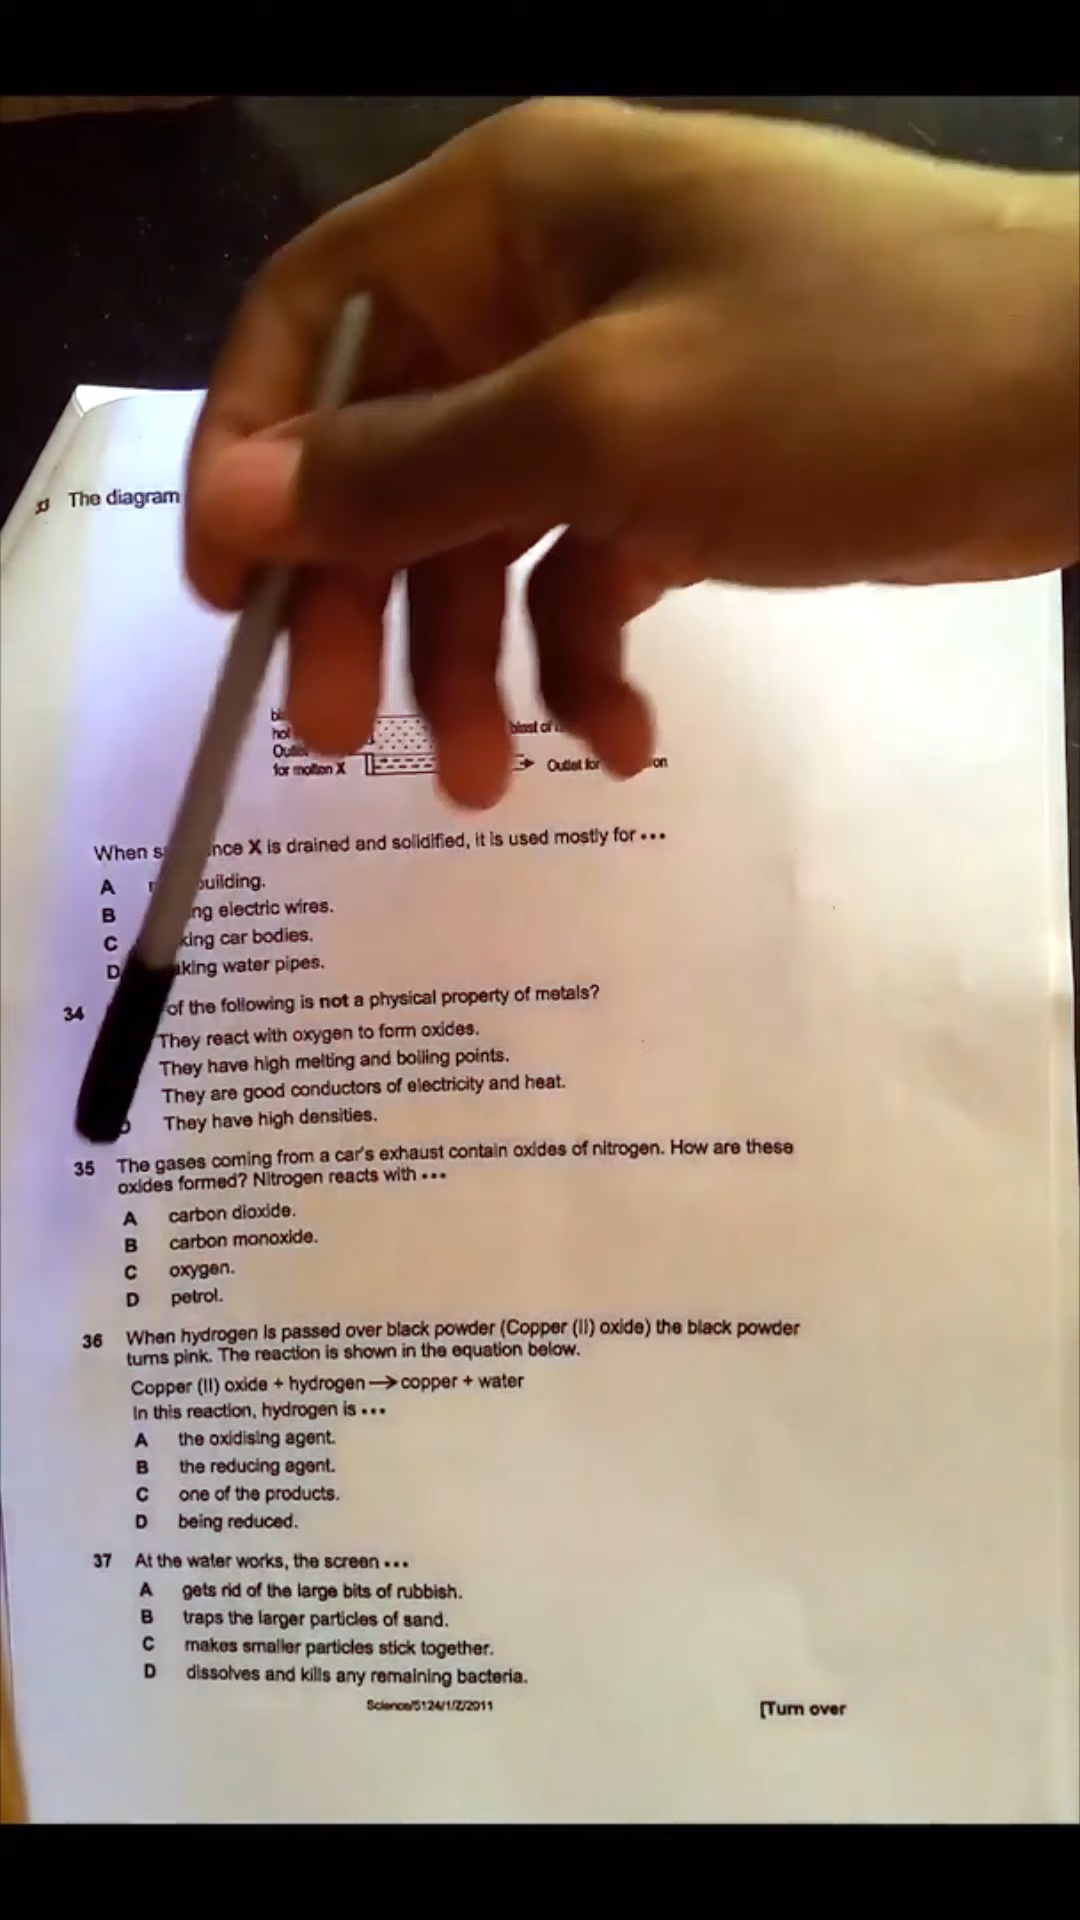 33 The diagram
bl
hol
Outlet
for molten X
blast of
Outlet for on
When s nce X is drained and solidified, it is used mostly for •••
A r building.
B ng electric wires.
C king car bodies.
D aking water pipes.
34 of the following is not a physical property of metals?
They react with oxygen to form oxides.
They have high melting and boiling points.
They are good conductors of electricity and heat.
D They have high densities.
35 The gases coming from a car's exhaust contain oxides of nitrogen. How are these
oxides formed? Nitrogen reacts with •••
A carbon dioxide.
B carbon monoxide.
C oxygen.
D petrol.
36 When hydrogen is passed over black powder (Copper (II) oxide) the black powder
turns pink. The reaction is shown in the equation below.
Copper (II) oxide + hydrogen → copper + water
In this reaction, hydrogen is •••
A the oxidising agent.
B the reducing agent.
C one of the products.
D being reduced.
37 At the water works, the screen •••
A gets rid of the large bits of rubbish.
B traps the larger particles of sand.
C makes smaller particles stick together.
D dissolves and kills any remaining bacteria.
Science/5124/1/Z/2011
[Turn over